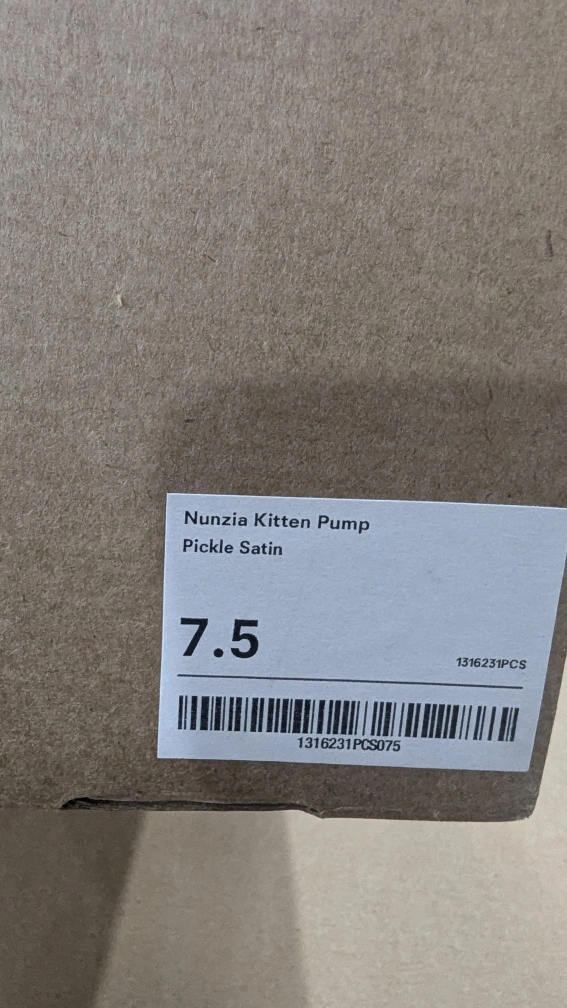 Nunzia Kitten Pump
Pickle Satin
7.5
1316231PCS
1316231PCS075